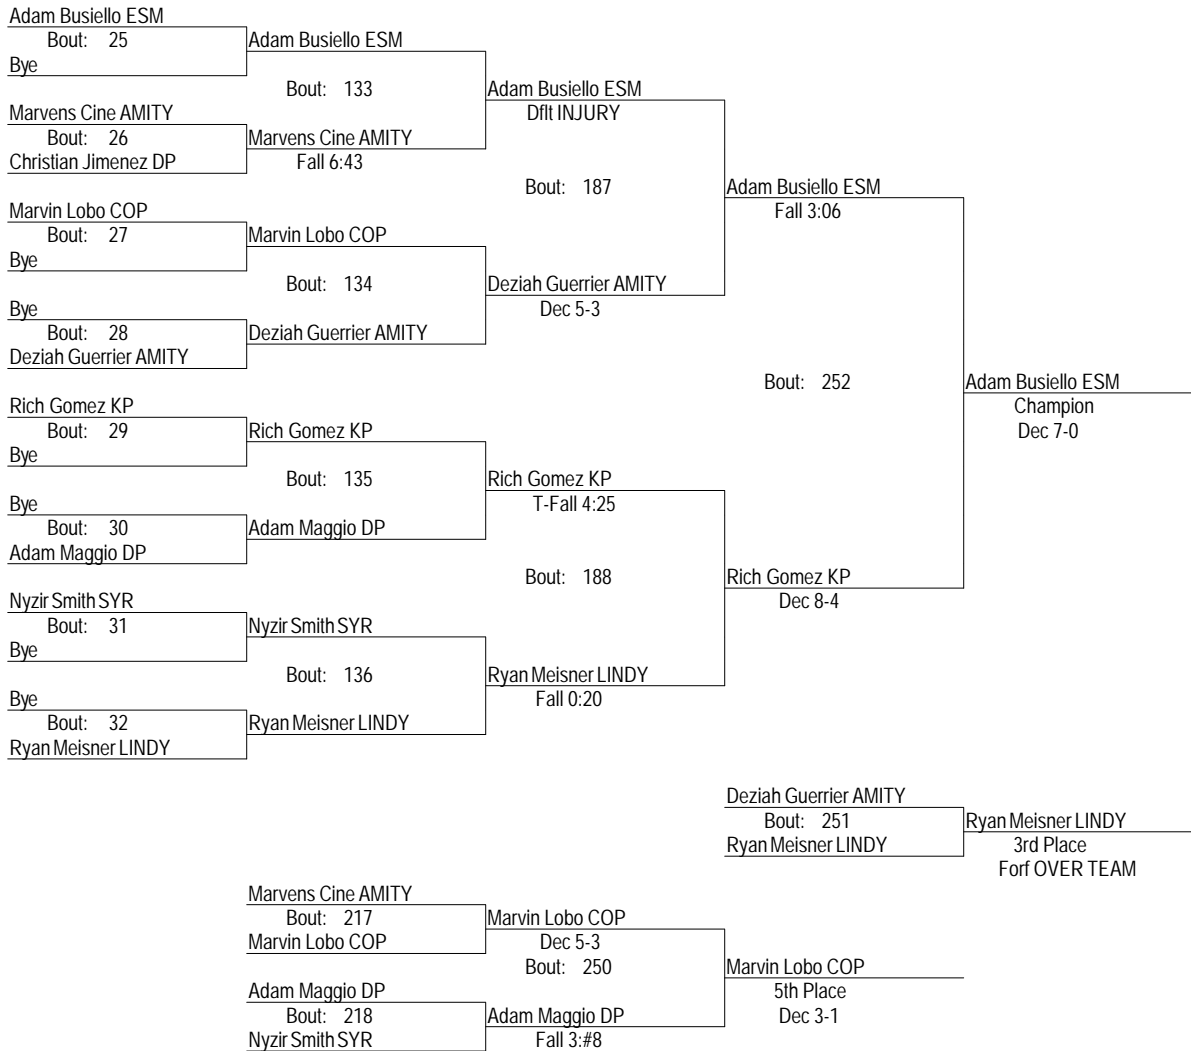 Adam Busiello ESM
Bout: 25
Adam Busiello ESM
Bye
Bout: 133
Adam Busiello ESM
Marvens Cine AMITY
Dflt INJURY
Bout: 26
Marvens Cine AMITY
Christian Jimenez DP
Fall 6:43
Bout: 187
Adam Busiello ESM
Marvin Lobo COP
Fall 3:06
Bout: 27
Marvin Lobo COP
Bye
Bout: 134
Deziah Guerrier AMITY
Bye
Dec 5-3
Bout: 28
Deziah Guerrier AMITY
Deziah Guerrier AMITY
Bout: 252
Adam Busiello ESM
Rich Gomez KP
Champion
Bout: 29
Rich Gomez KP
Dec 7-0
Bye
Bout: 135
Rich Gomez KP
Bye
T-Fall 4:25
Bout: 30
Adam Maggio DP
Adam Maggio DP
Bout: 188
Rich Gomez KP
Nyzir Smith SYR
Dec 8-4
Bout: 31
Nyzir Smith SYR
Bye
Bout: 136
Ryan Meisner LINDY
Bye
Fall 0:20
Bout: 32
Ryan Meisner LINDY
Ryan Meisner LINDY
Deziah Guerrier AMITY
Bout: 251
Ryan Meisner LINDY
Ryan Meisner LINDY
3rd Place
Forf OVER TEAM
Marvens Cine AMITY
Bout: 217
Marvin Lobo COP
Marvin Lobo COP
Dec 5-3
Bout: 250
Marvin Lobo COP
Adam Maggio DP
5th Place
Bout: 218
Adam Maggio DP
Dec 3-1
Nyzir Smith SYR
Fall 3:#8